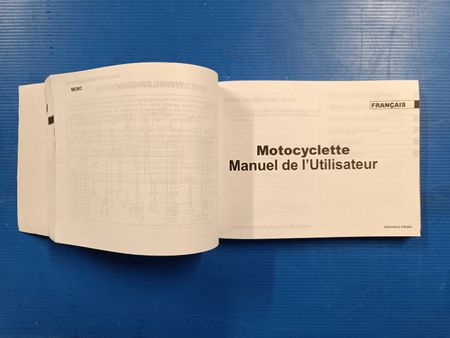 MEMO
FRANÇAIS
Motocyclette
Manuel de l'Utilisateur